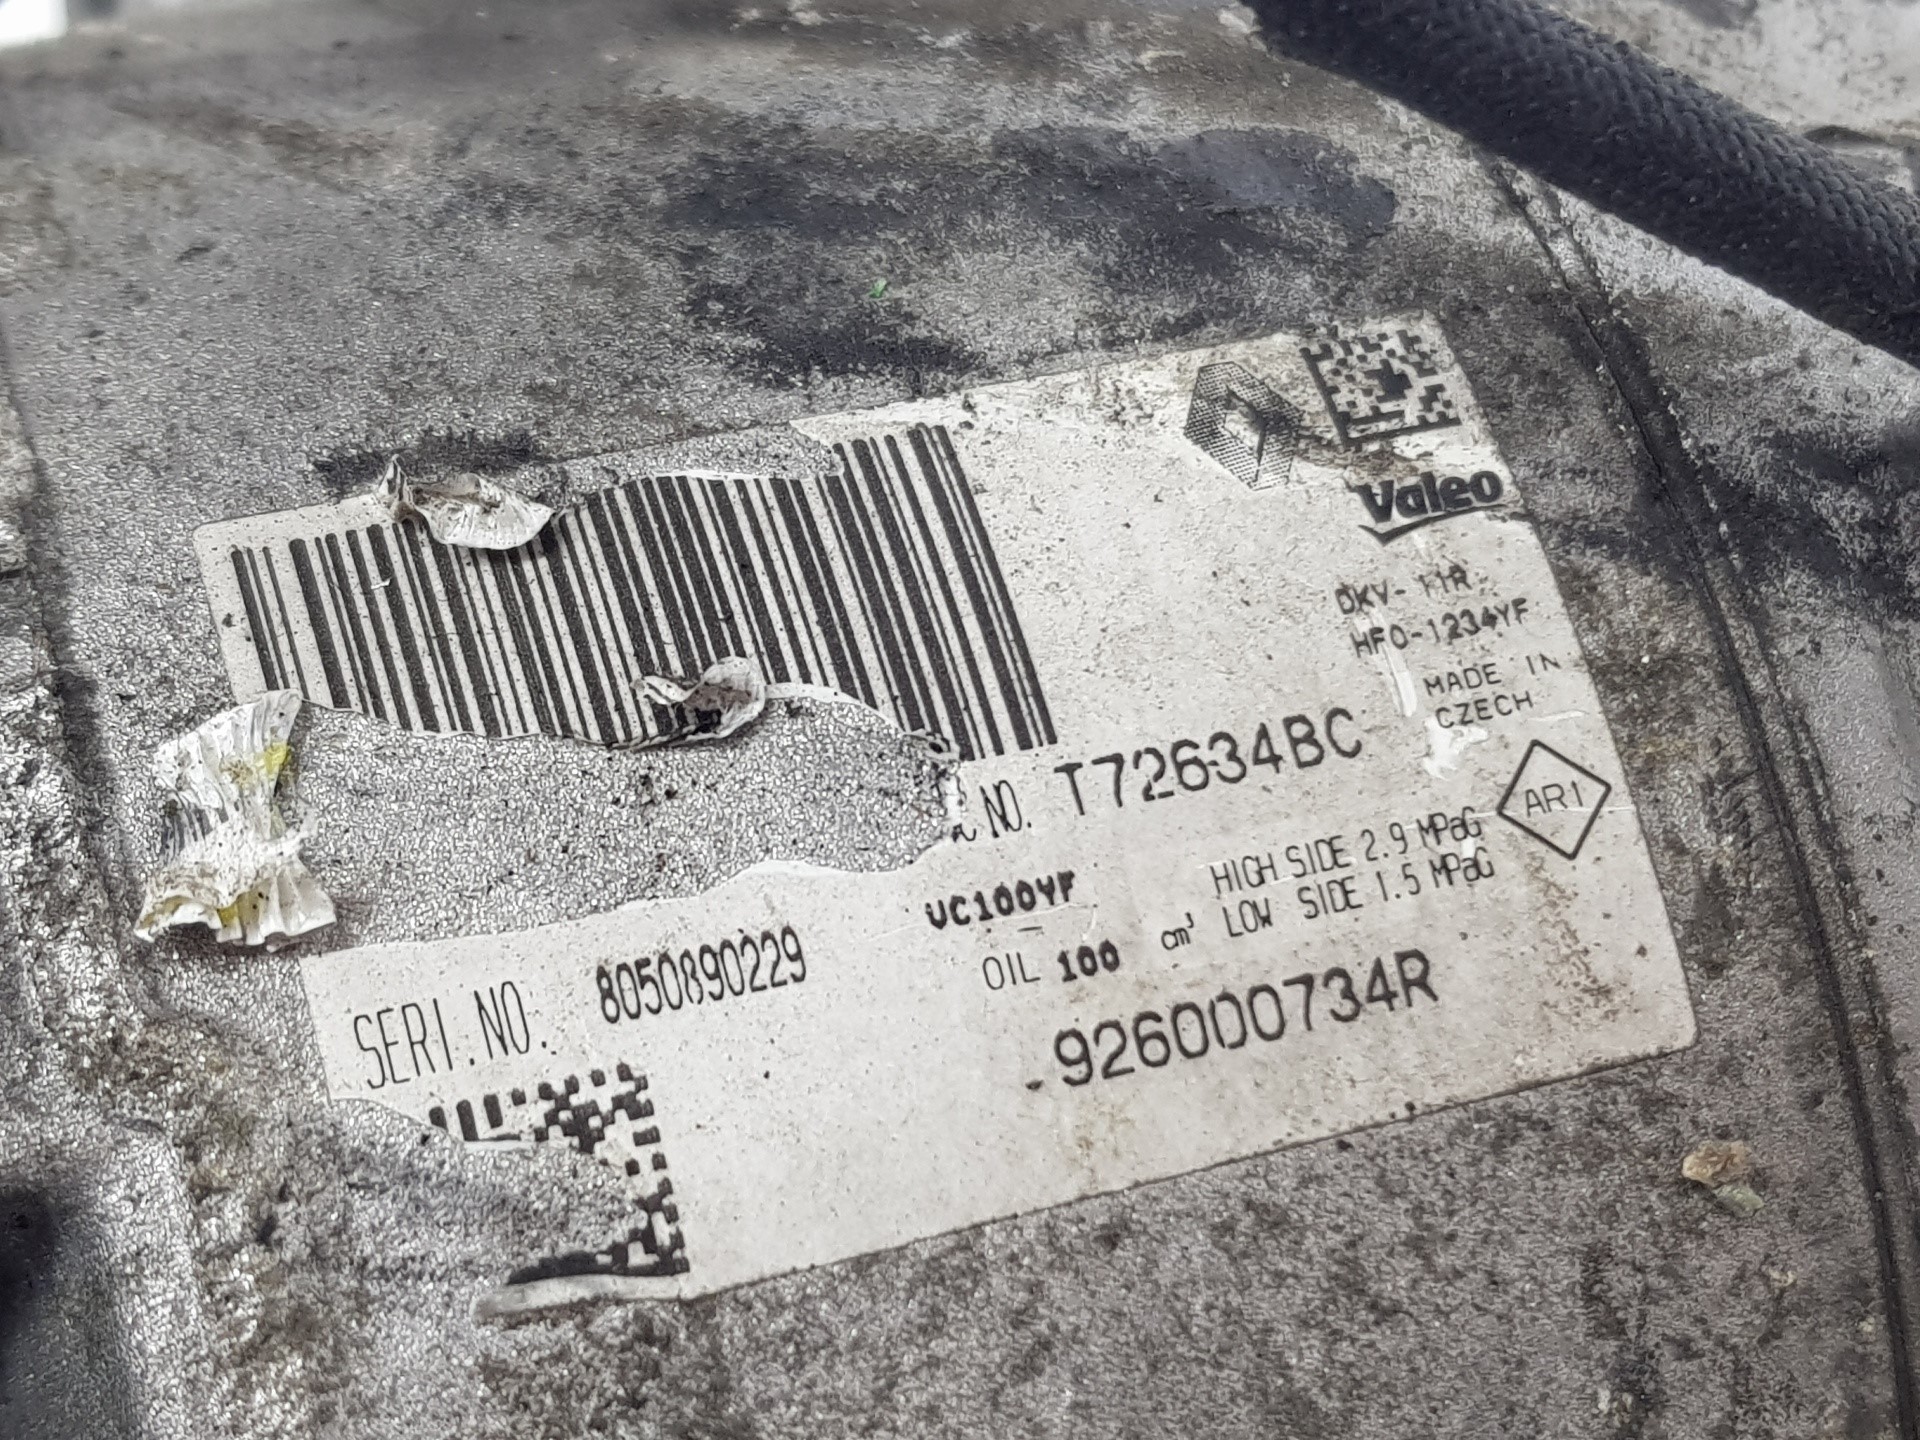 Valeo
DKV-11R
HFO-1234YF
MADE IN
CZECH
NO. T72634BC
AR1
HIGH SIDE 2.9 MPaG
VC100YF
LOW SIDE 1.5 MPaG
OIL 100 cm³
SERI.NO. 8050890229
926000734R